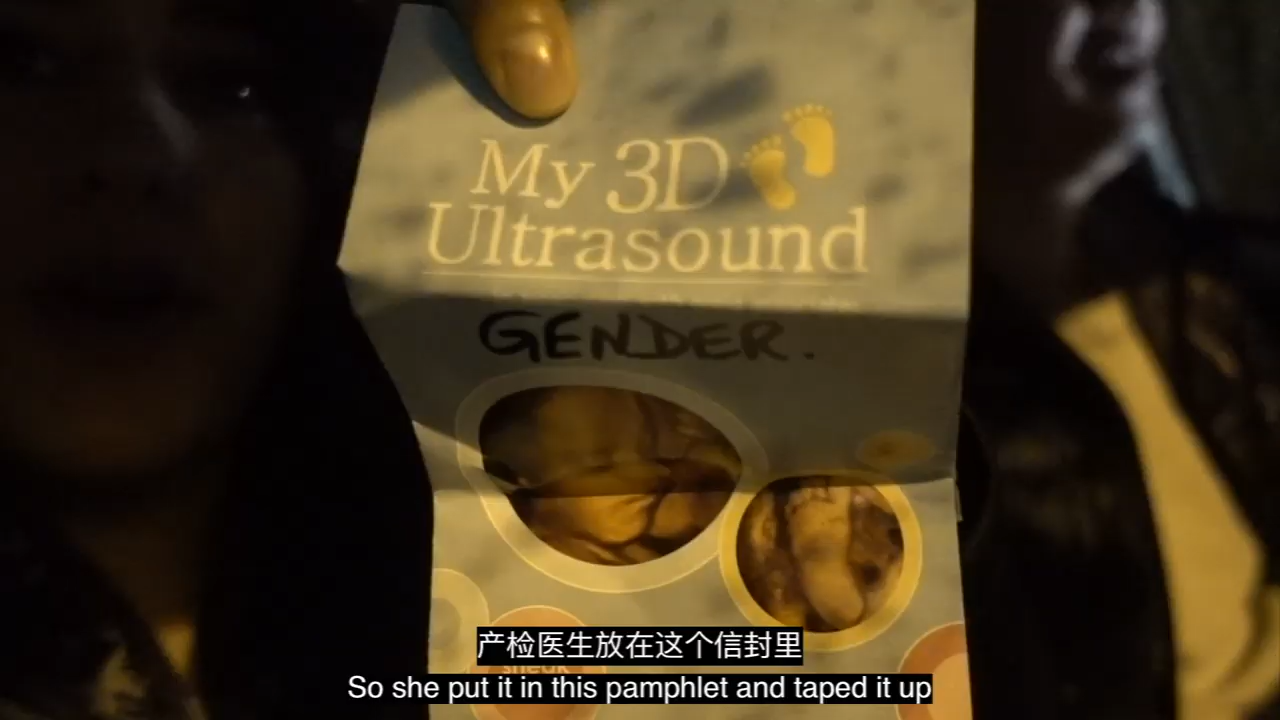 My 3D
Ultrasound
GENDER.
产检医生放在这个信封里
So she put it in this pamphlet and taped it up